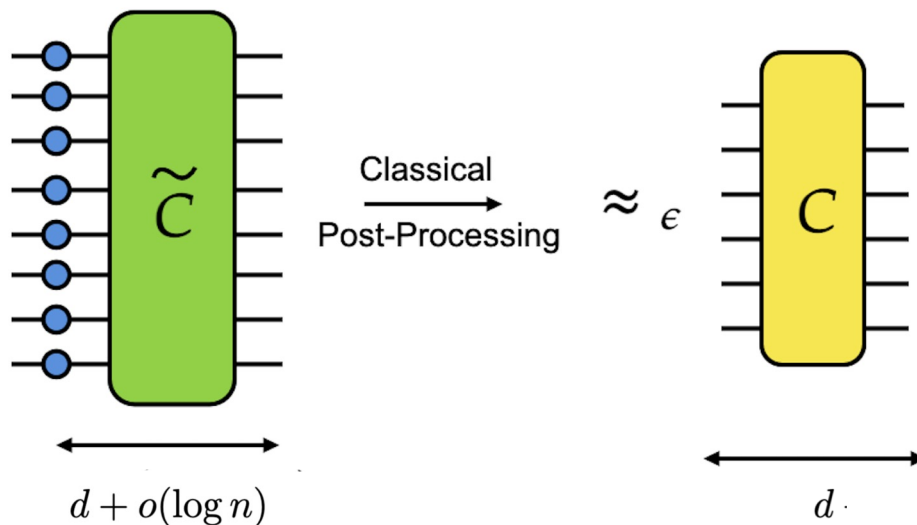 C̃
Classical
Post-Processing
≈ ϵ
C
d + o(log n)
d